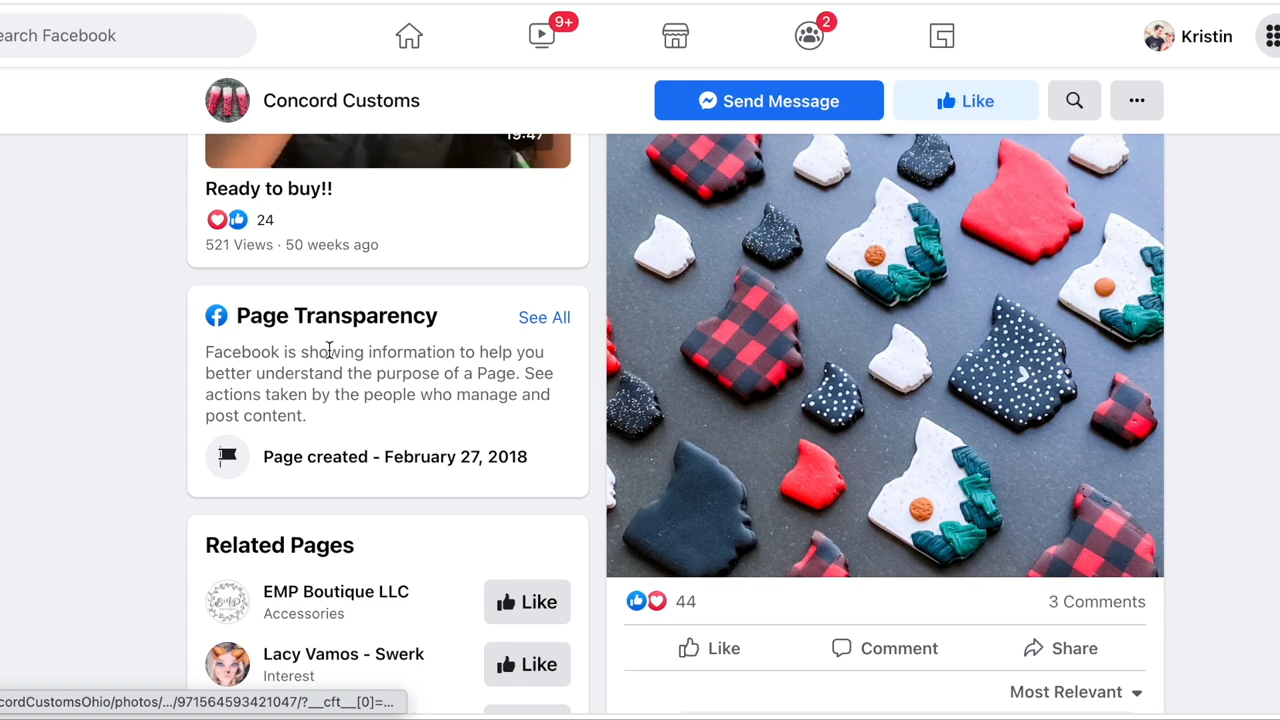 earch Facebook
9+
2
Kristin
Concord Customs
Send Message
Like
19:47
Ready to buy!!
24
521 Views · 50 weeks ago
Page Transparency
See All
Facebook is showing information to help you
better understand the purpose of a Page. See
actions taken by the people who manage and
post content.
Page created - February 27, 2018
Related Pages
EMP Boutique LLC
Accessories
Like
Lacy Vamos - Swerk
Interest
Like
cordCustomsOhio/photos/.../971564593421047/?__cft__[0]=...
44
3 Comments
Like
Comment
Share
Most Relevant